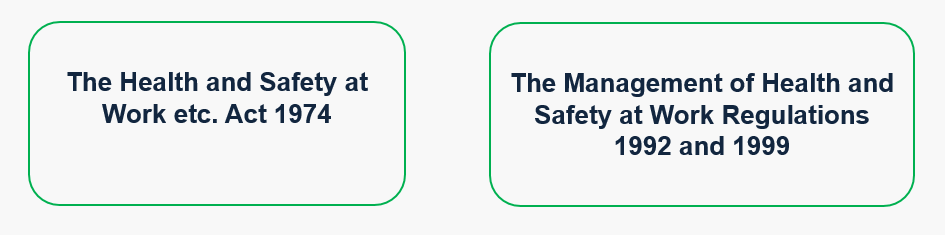 The Health and Safety at
Work etc. Act 1974
The Management of Health and
Safety at Work Regulations
1992 and 1999